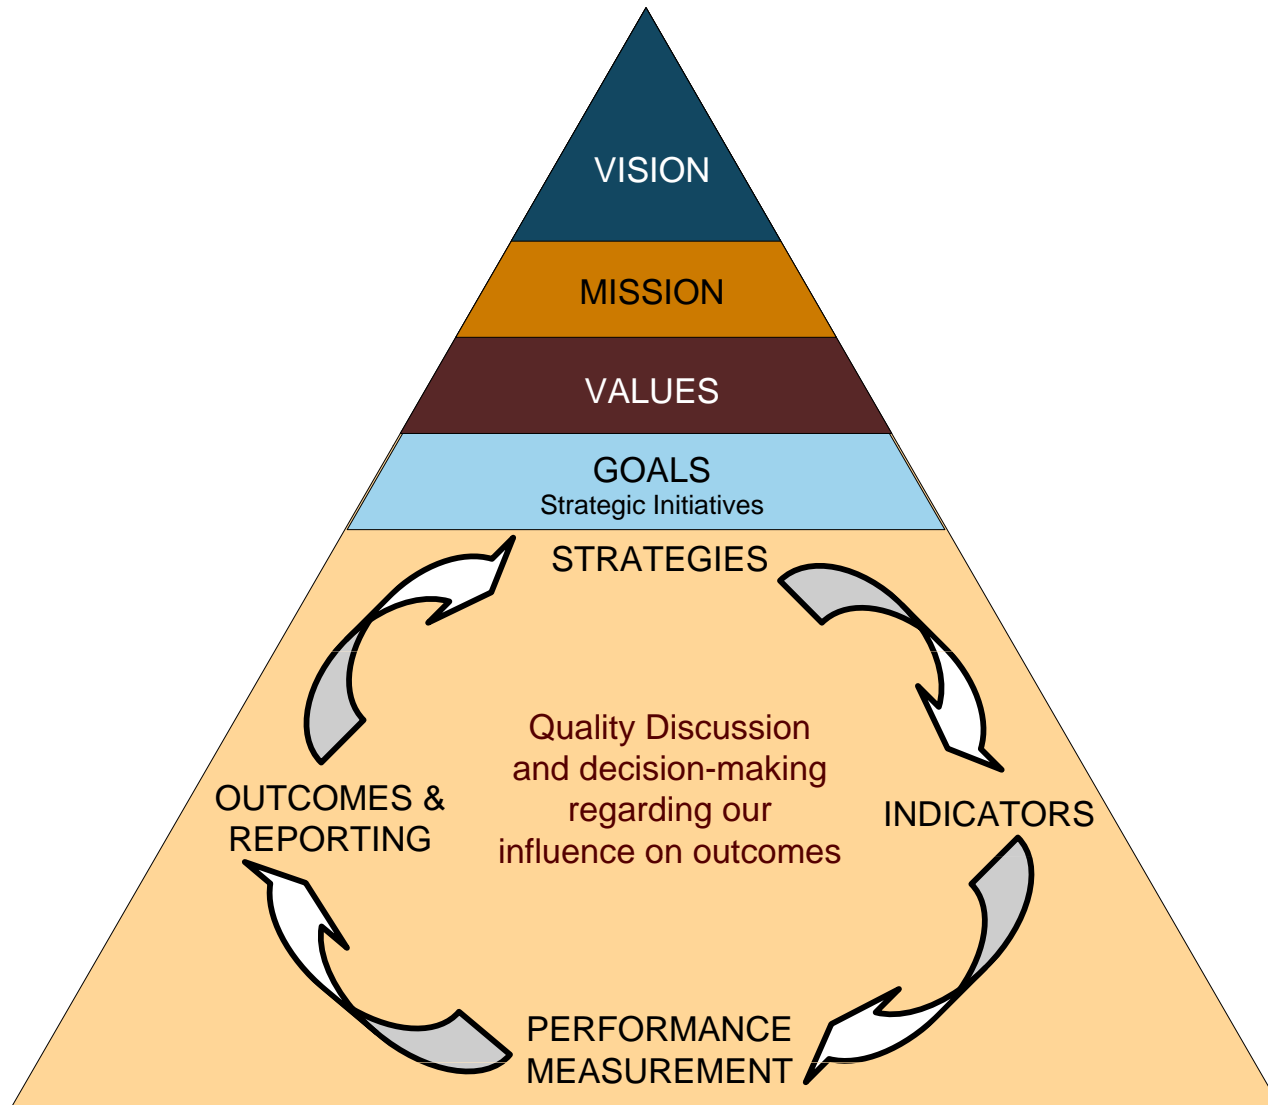 VISION
MISSION
VALUES
GOALS
Strategic Initiatives
STRATEGIES
Quality Discussion
and decision-making
regarding our
influence on outcomes
OUTCOMES &
REPORTING
INDICATORS
PERFORMANCE
MEASUREMENT